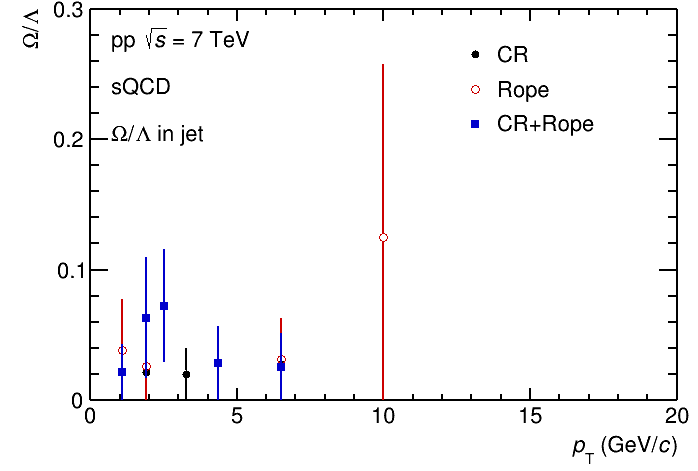 Ω/Λ
0.3
0.2
0.1
0
pp √s = 7 TeV
sQCD
Ω/Λ in jet
CR
Rope
CR+Rope
0 5 10 15 20
p_T (GeV/c)